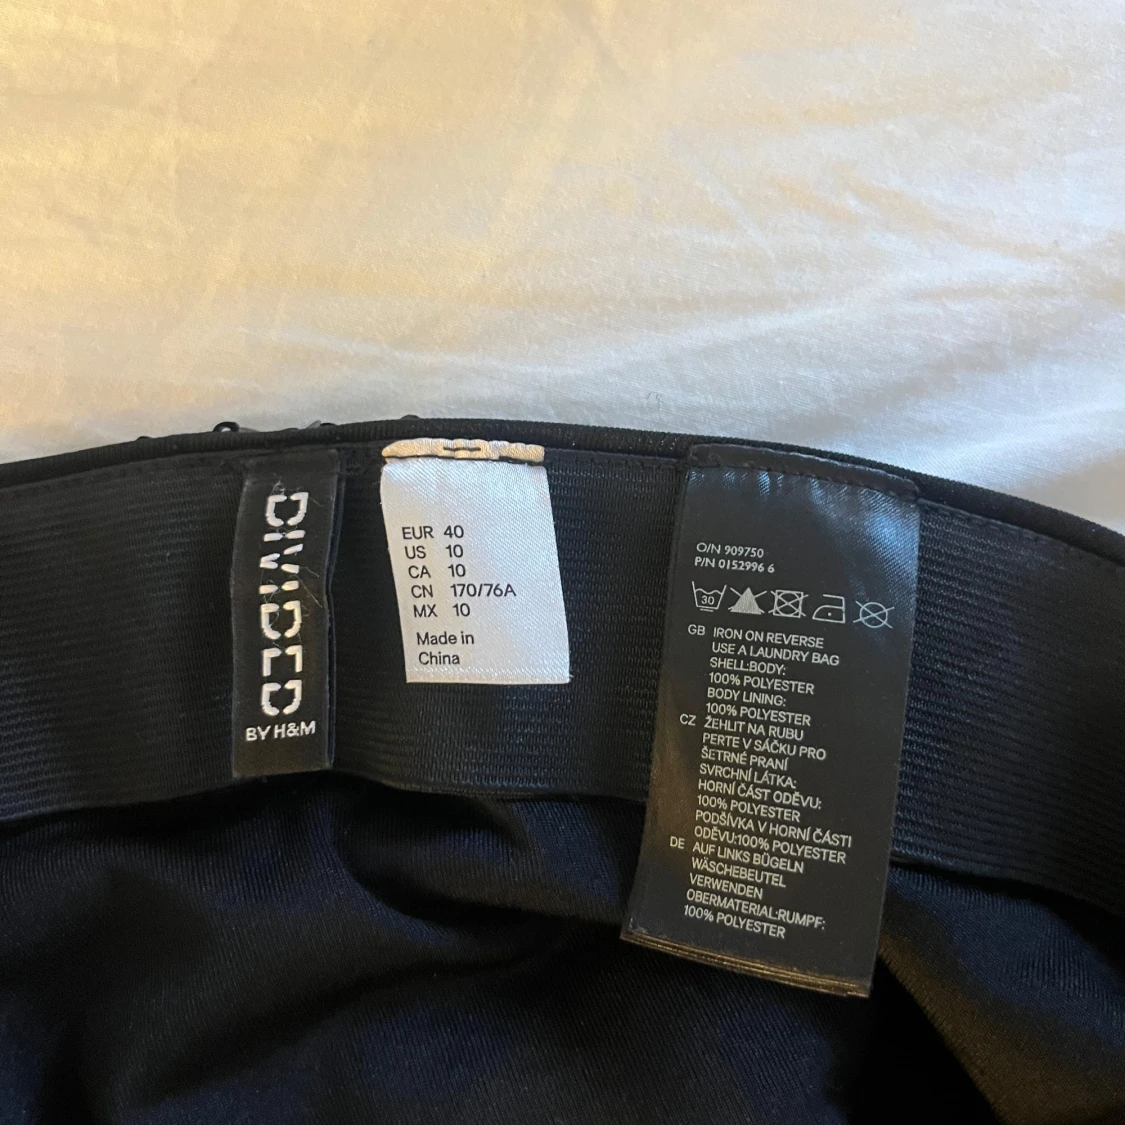 DIVIDED
BY H&M
EUR 40
US 10
CA 10
CN 170/76A
MX 10
Made in
China
O/N 909750
P/N 0152996 6
30
GB IRON ON REVERSE
USE A LAUNDRY BAG
SHELL:BODY:
100% POLYESTER
BODY LINING:
100% POLYESTER
CZ ŽEHLIT NA RUBU
PERTE V SÁČKU PRO
ŠETRNÉ PRANÍ
SVRCHNÍ LÁTKA:
HORNÍ ČÁST ODĚVU:
100% POLYESTER
PODŠÍVKA V HORNÍ ČÁSTI
ODĚVU:100% POLYESTER
DE AUF LINKS BÜGELN
WÄSCHEBEUTEL
VERWENDEN
OBERMATERIAL:RUMPF:
100% POLYESTER